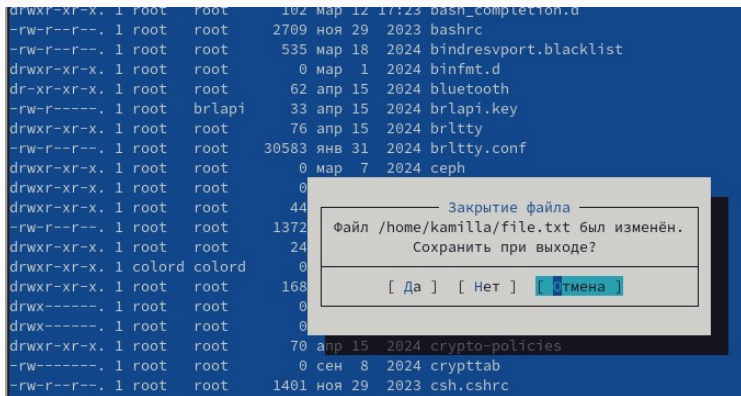 drwxr-xr-x. 1 root root 102 мар 12 17:23 bash_completion.d
-rw-r--r--. 1 root root 2709 ноя 29 2023 bashrc
-rw-r--r--. 1 root root 535 мар 18 2024 bindresvport.blacklist
drwxr-xr-x. 1 root root 0 мар 1 2024 binfmt.d
dr-xr-xr-x. 1 root root 62 апр 15 2024 bluetooth
-rw-r-----. 1 root brlapi 33 апр 15 2024 brlapi.key
drwxr-xr-x. 1 root root 76 апр 15 2024 brltty
-rw-r--r--. 1 root root 30583 янв 31 2024 brltty.conf
drwxr-xr-x. 1 root root 0 мар 7 2024 ceph
drwxr-xr-x. 1 root root 0
drwxr-xr-x. 1 root root 44
-rw-r--r--. 1 root root 1372
drwxr-xr-x. 1 root root 24
drwxr-xr-x. 1 colord colord 0
drwxr-xr-x. 1 root root 168
drwx------. 1 root root 0
drwx------. 1 root root 0
drwxr-xr-x. 1 root root 70 апр 15 2024 crypto-policies
-rw-------. 1 root root 0 сен 8 2024 crypttab
-rw-r--r--. 1 root root 1401 ноя 29 2023 csh.cshrc
Закрытие файла
Файл /home/kamilla/file.txt был изменён.
Сохранить при выходе?
[ Да ] [ Нет ] [ Отмена ]